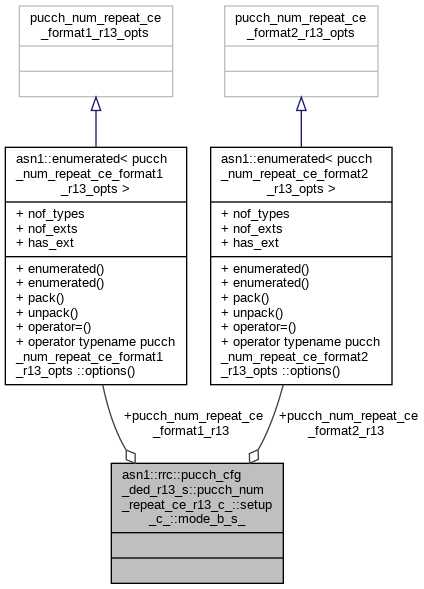 pucch_num_repeat_ce
_format1_r13_opts
pucch_num_repeat_ce
_format2_r13_opts
asn1::enumerated< pucch
_num_repeat_ce_format1
_r13_opts >
+ nof_types
+ nof_exts
+ has_ext
+ enumerated()
+ enumerated()
+ pack()
+ unpack()
+ operator=()
+ operator typename pucch
_num_repeat_ce_format1
_r13_opts ::options()
asn1::enumerated< pucch
_num_repeat_ce_format2
_r13_opts >
+ nof_types
+ nof_exts
+ has_ext
+ enumerated()
+ enumerated()
+ pack()
+ unpack()
+ operator=()
+ operator typename pucch
_num_repeat_ce_format2
_r13_opts ::options()
+pucch_num_repeat_ce
_format1_r13
+pucch_num_repeat_ce
_format2_r13
asn1::rrc::pucch_cfg
_ded_r13_s::pucch_num
_repeat_ce_r13_c_::setup
_c_::mode_b_s_